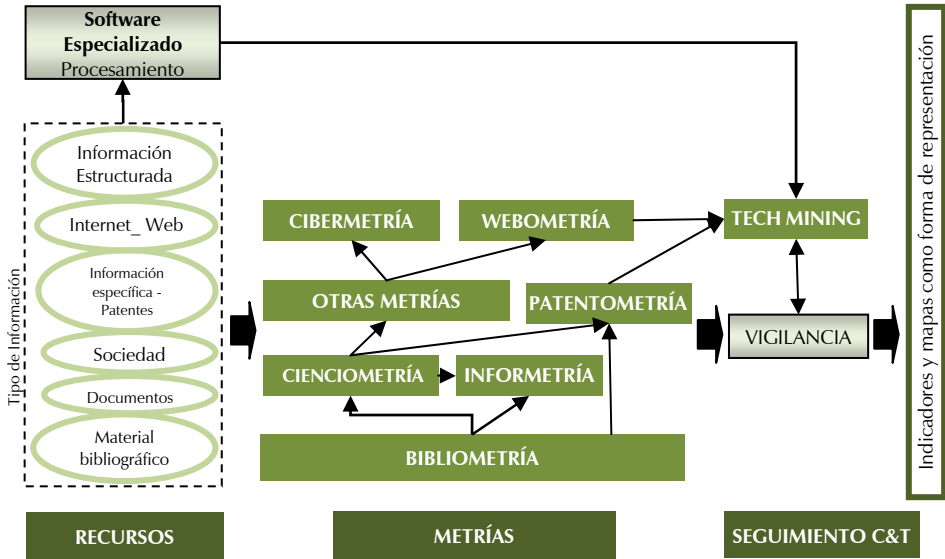 Software
Especializado
Procesamiento
Tipo de Información
Información
Estructurada
Internet_ Web
Información
específica -
Patentes
Sociedad
Documentos
Material
bibliográfico
CIBERMETRÍA
WEBOMETRÍA
TECH MINING
OTRAS METRÍAS
PATENTOMETRÍA
VIGILANCIA
CIENCIOMETRÍA
INFORMETRÍA
BIBLIOMETRÍA
Indicadores y mapas como forma de representación
RECURSOS
METRÍAS
SEGUIMIENTO C&T